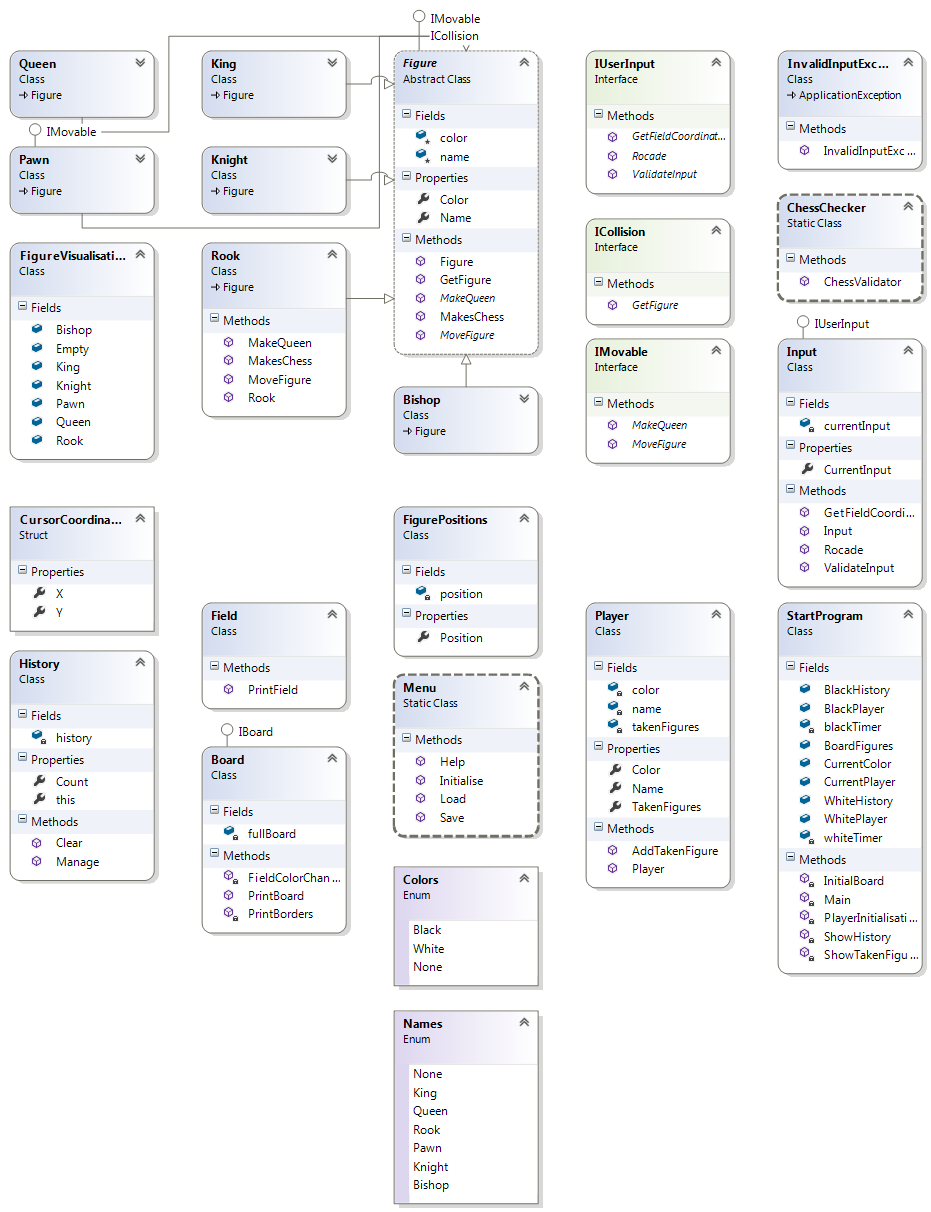 IMovable
ICollision
Queen
Class
Figure
King
Class
Figure
Figure
Abstract Class
Fields
color
name
Properties
Color
Name
Methods
Figure
GetFigure
MakeQueen
MakesChess
MoveFigure
IUserInput
Interface
Methods
GetFieldCoordinat...
Rocade
ValidateInput
InvalidInputExc...
Class
ApplicationException
Methods
InvalidInputExc ...
IMovable
Pawn
Class
Figure
Knight
Class
Figure
ChessChecker
Static Class
Methods
ChessValidator
ICollision
Interface
Methods
GetFigure
FigureVisualisati...
Class
Fields
Bishop
Empty
King
Knight
Pawn
Queen
Rook
Rook
Class
Figure
Methods
MakeQueen
MakesChess
MoveFigure
Rook
Bishop
Class
Figure
IMovable
Interface
Methods
MakeQueen
MoveFigure
IUserInput
Input
Class
Fields
currentInput
Properties
CurrentInput
Methods
GetFieldCoordi...
Input
Rocade
ValidateInput
CursorCoordina...
Struct
Properties
X
Y
FigurePositions
Class
Fields
position
Properties
Position
Field
Class
Methods
PrintField
Player
Class
Fields
color
name
takenFigures
Properties
Color
Name
TakenFigures
Methods
AddTakenFigure
Player
StartProgram
Class
Fields
BlackHistory
BlackPlayer
blackTimer
BoardFigures
CurrentColor
CurrentPlayer
WhiteHistory
WhitePlayer
whiteTimer
Methods
InitialBoard
Main
PlayerInitialisati...
ShowHistory
ShowTakenFigu ...
History
Class
Fields
history
Properties
Count
this
Methods
Clear
Manage
IBoard
Board
Class
Fields
fullBoard
Methods
FieldColorChan ...
PrintBoard
PrintBorders
Menu
Static Class
Methods
Help
Initialise
Load
Save
Colors
Enum
Black
White
None
Names
Enum
None
King
Queen
Rook
Pawn
Knight
Bishop